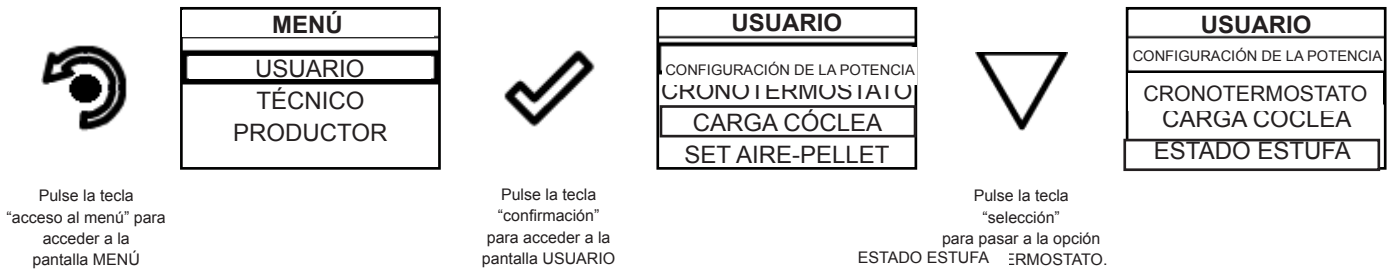 MENÚ
USUARIO
TÉCNICO
PRODUCTOR
USUARIO
CONFIGURACIÓN DE LA POTENCIA
CRONOTERMOSTATO
CARGA CÓCLEA
SET AIRE-PELLET
USUARIO
CONFIGURACIÓN DE LA POTENCIA
CRONOTERMOSTATO
CARGA COCLEA
ESTADO ESTUFA
Pulse la tecla
“acceso al menú” para
acceder a la
pantalla MENÚ
Pulse la tecla
“confirmación”
para acceder a la
pantalla USUARIO
Pulse la tecla
“selección”
para pasar a la opción
ESTADO ESTUFA ERMOSTATO.